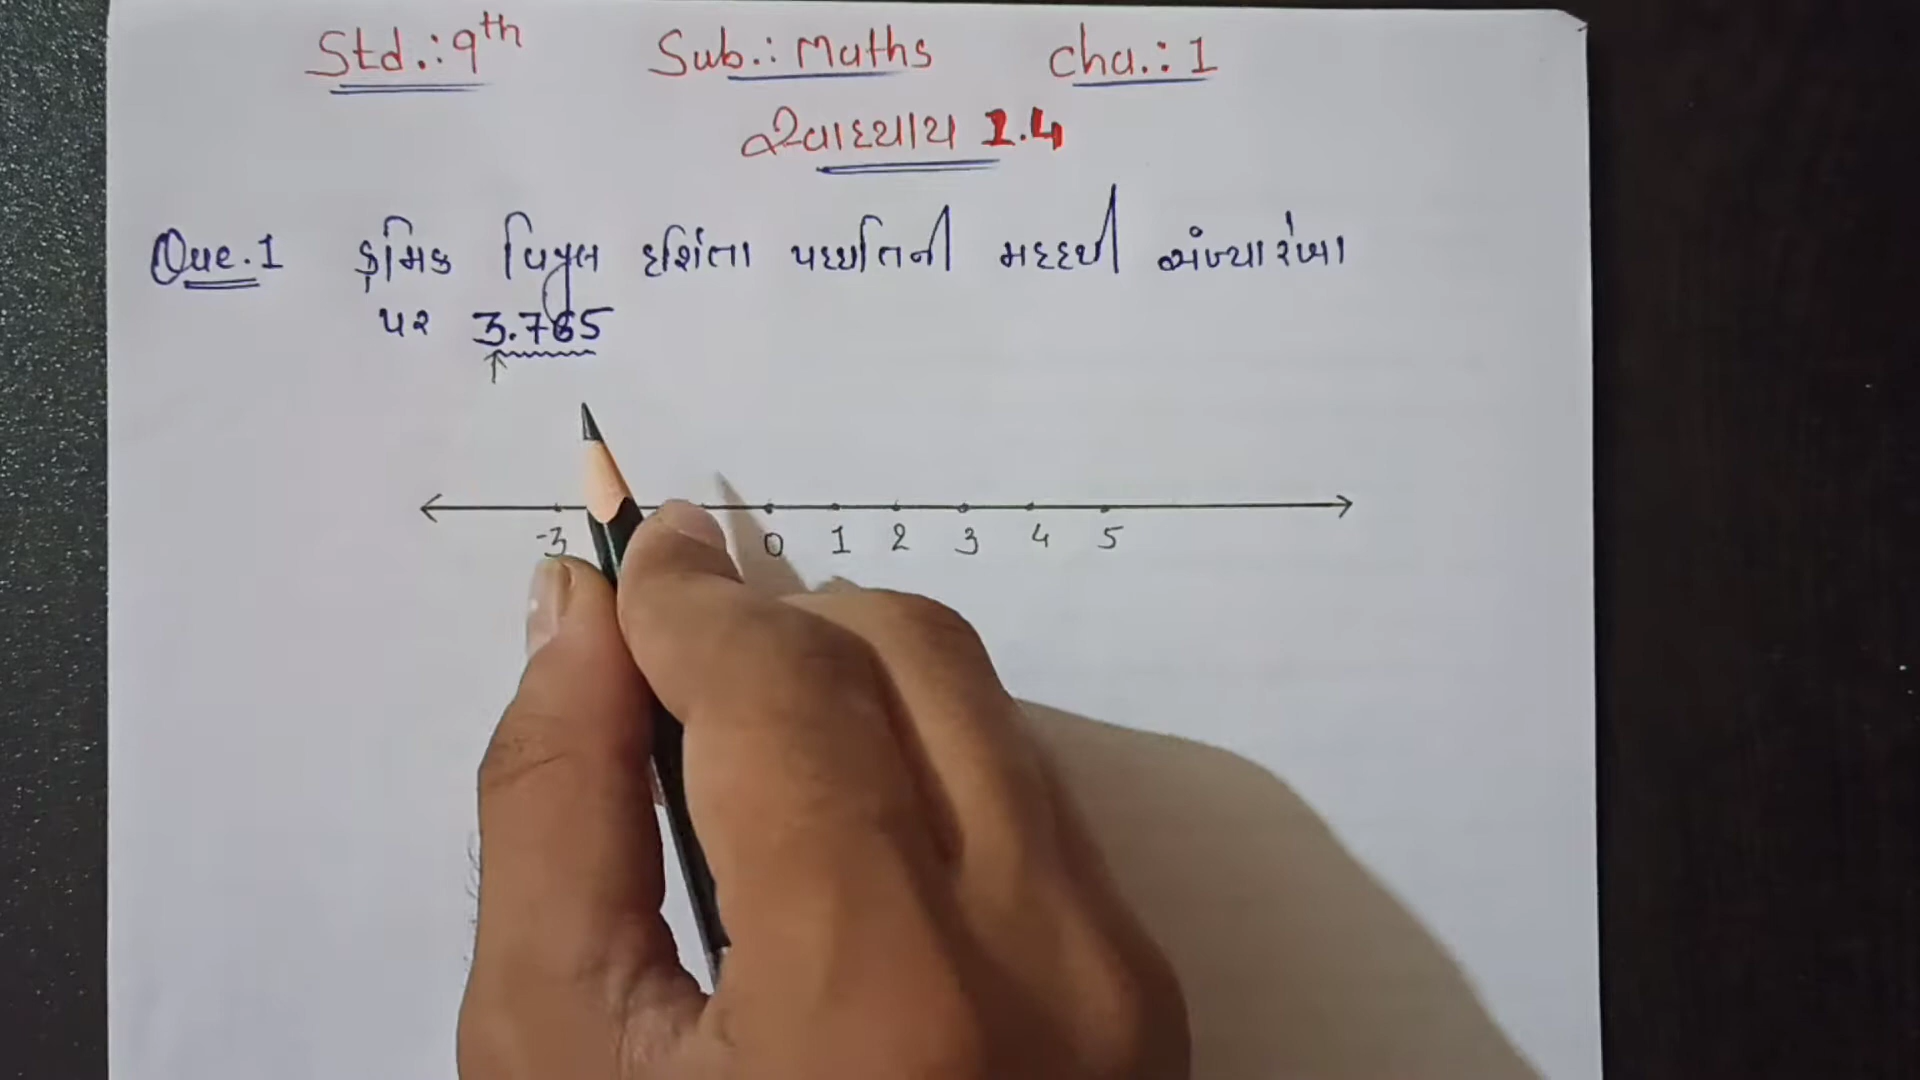 Std.:9th Sub.: Maths Cha.: 1
સ્વાધ્યાય 1.4
Que.1 ક્રમિક વિપુલ દર્શિતા પધ્ધતિની મદદથી સંખ્યારેખા
પર 3.765
-3 0 1 2 3 4 5